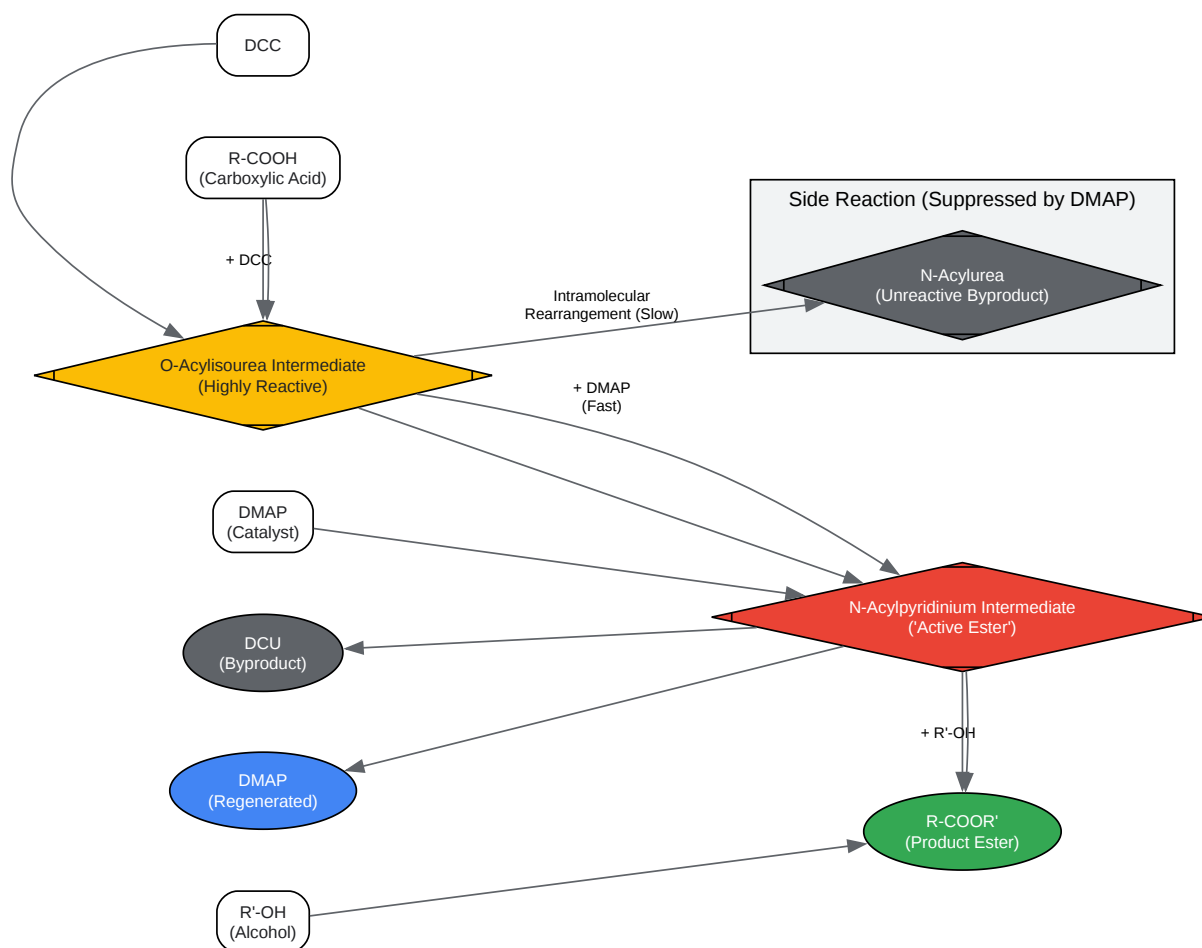 DCC
R-COOH
(Carboxylic Acid)
+ DCC
Side Reaction (Suppressed by DMAP)
N-Acylurea
(Unreactive Byproduct)
Intramolecular
Rearrangement (Slow)
O-Acylisourea Intermediate
(Highly Reactive)
+ DMAP
(Fast)
DMAP
(Catalyst)
N-Acylpyridinium Intermediate
('Active Ester')
DCU
(Byproduct)
+ R'-OH
DMAP
(Regenerated)
R-COOR'
(Product Ester)
R'-OH
(Alcohol)